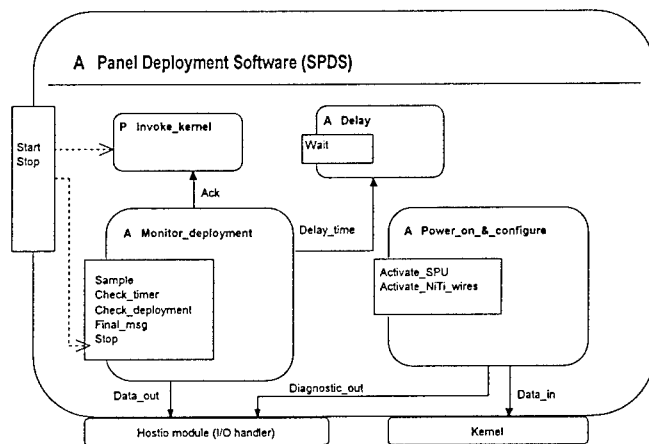 A Panel Deployment Software (SPDS)
Start
Stop
P Invoke_kernel
A Delay
Wait
Ack
A Monitor_deployment
Delay_time
A Power_on_&_configure
Sample
Check_timer
Check_deployment
Final_msg
Stop
Activate_SPU
Activate_NiTi_wires
Data_out
Diagnostic_out
Data_in
Hostio module (I/O handler)
Kernel